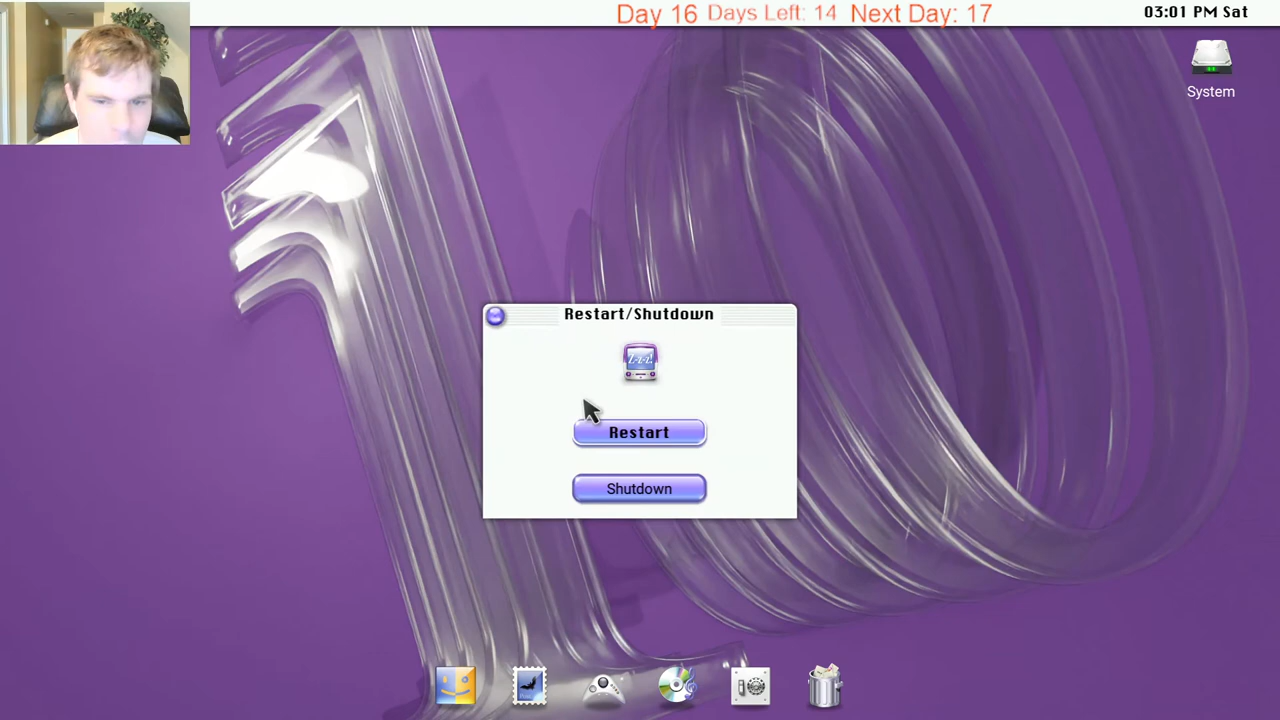 Day 16 Days Left: 14 Next Day: 17
03:01 PM Sat
System
Restart/Shutdown
Z-z-z!
Restart
Shutdown